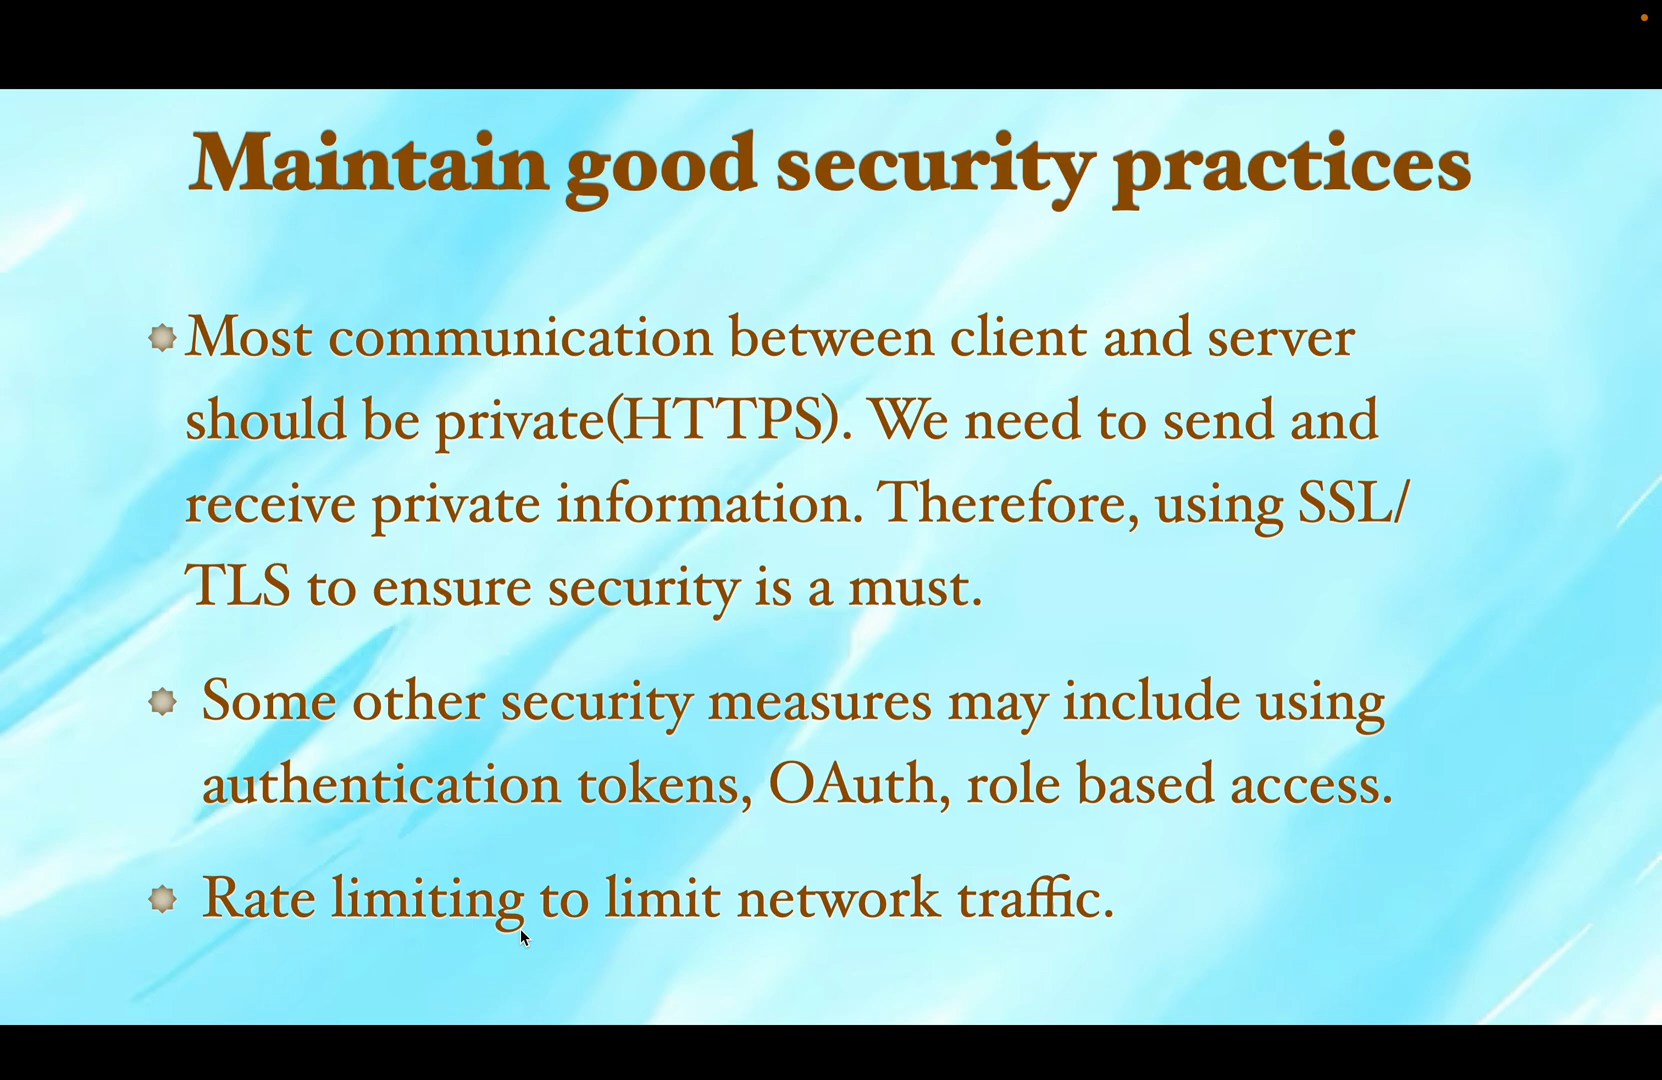 Maintain good security practices
Most communication between client and server
should be private(HTTPS). We need to send and
receive private information. Therefore, using SSL/
TLS to ensure security is a must.
Some other security measures may include using
authentication tokens, OAuth, role based access.
Rate limiting to limit network traffic.